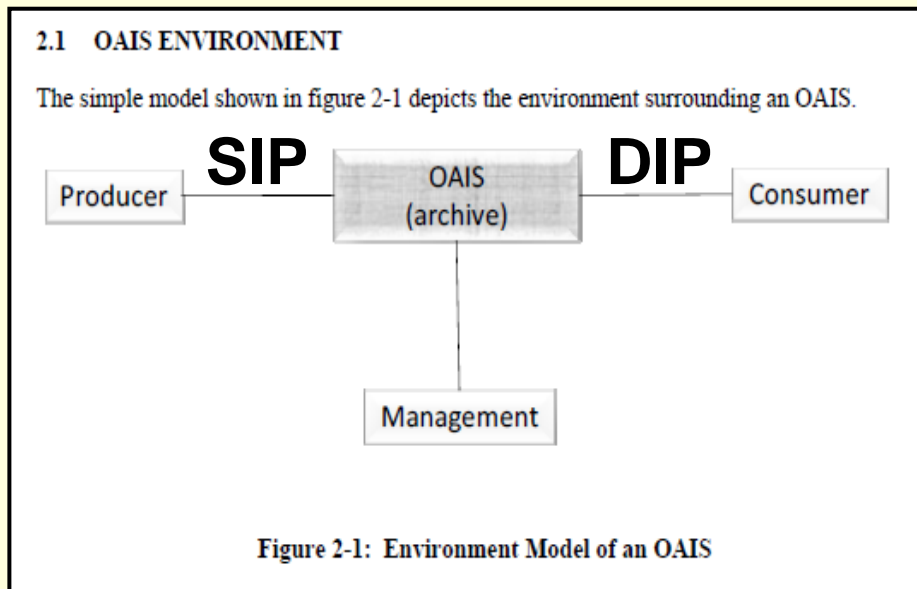 2.1 OAIS ENVIRONMENT
The simple model shown in figure 2-1 depicts the environment surrounding an OAIS.
SIP
DIP
Producer
OAIS
(archive)
Consumer
Management
Figure 2-1: Environment Model of an OAIS